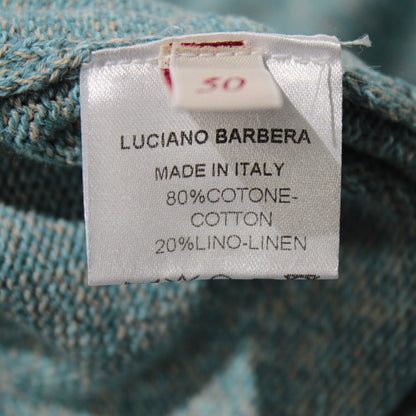 50
LUCIANO BARBERA
MADE IN ITALY
80%COTONE-
COTTON
20%LINO-LINEN